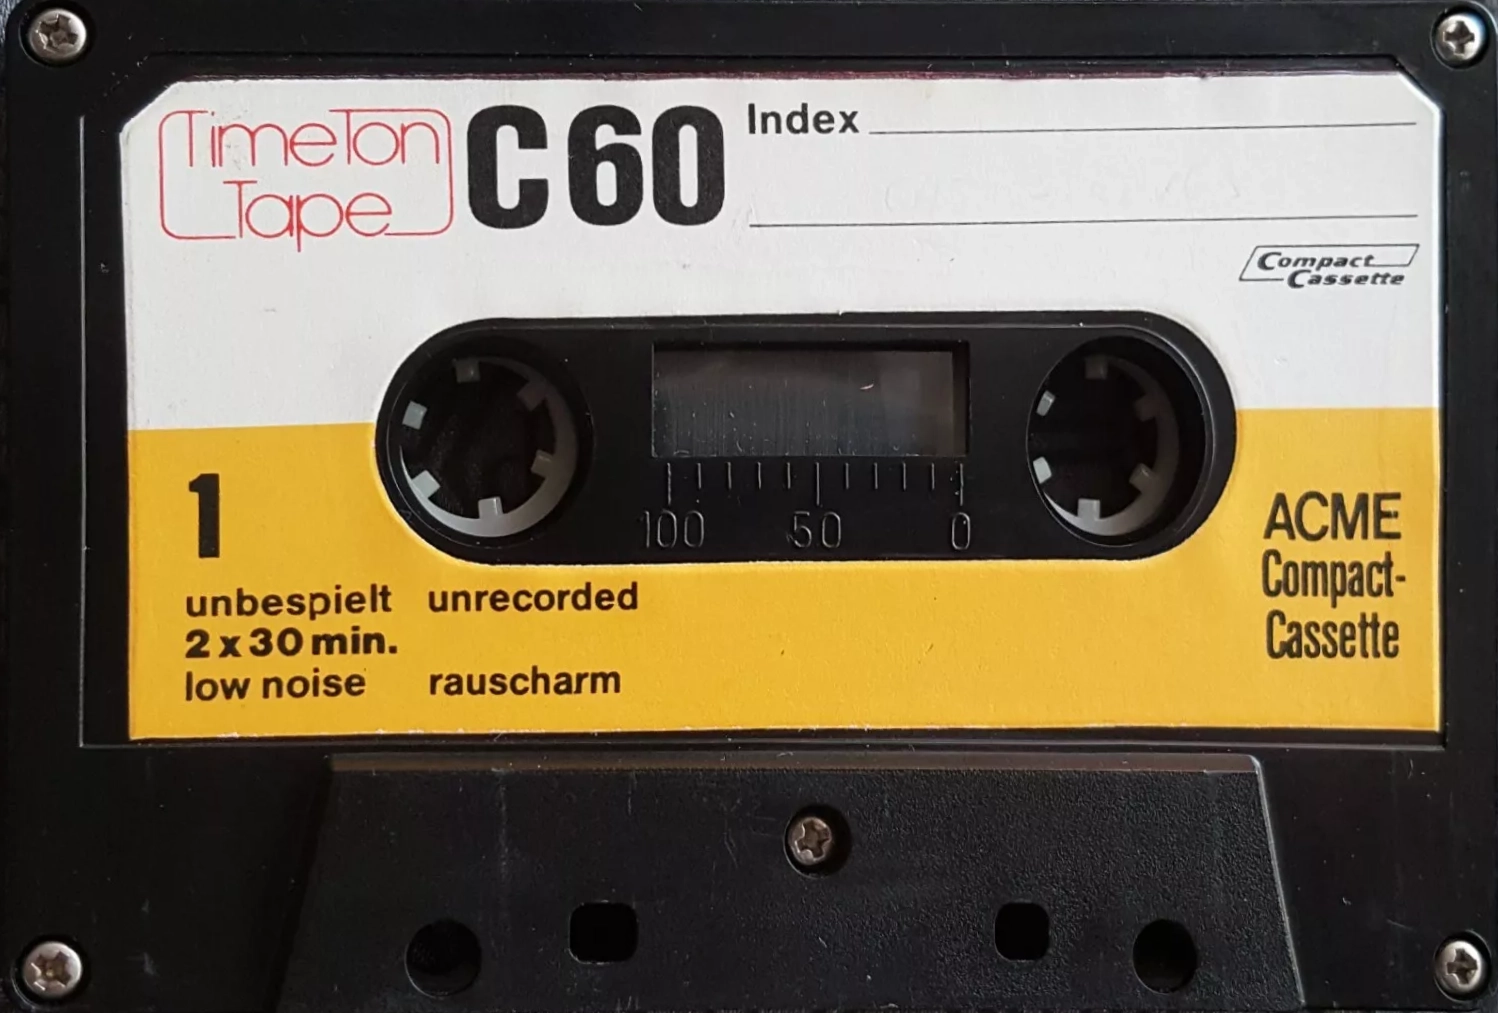 TimeTon
Tape
C60
Index
Compact
Cassette
100 50 0
1
unbespielt unrecorded
2 x 30 min.
low noise rauscharm
ACME
Compact-
Cassette